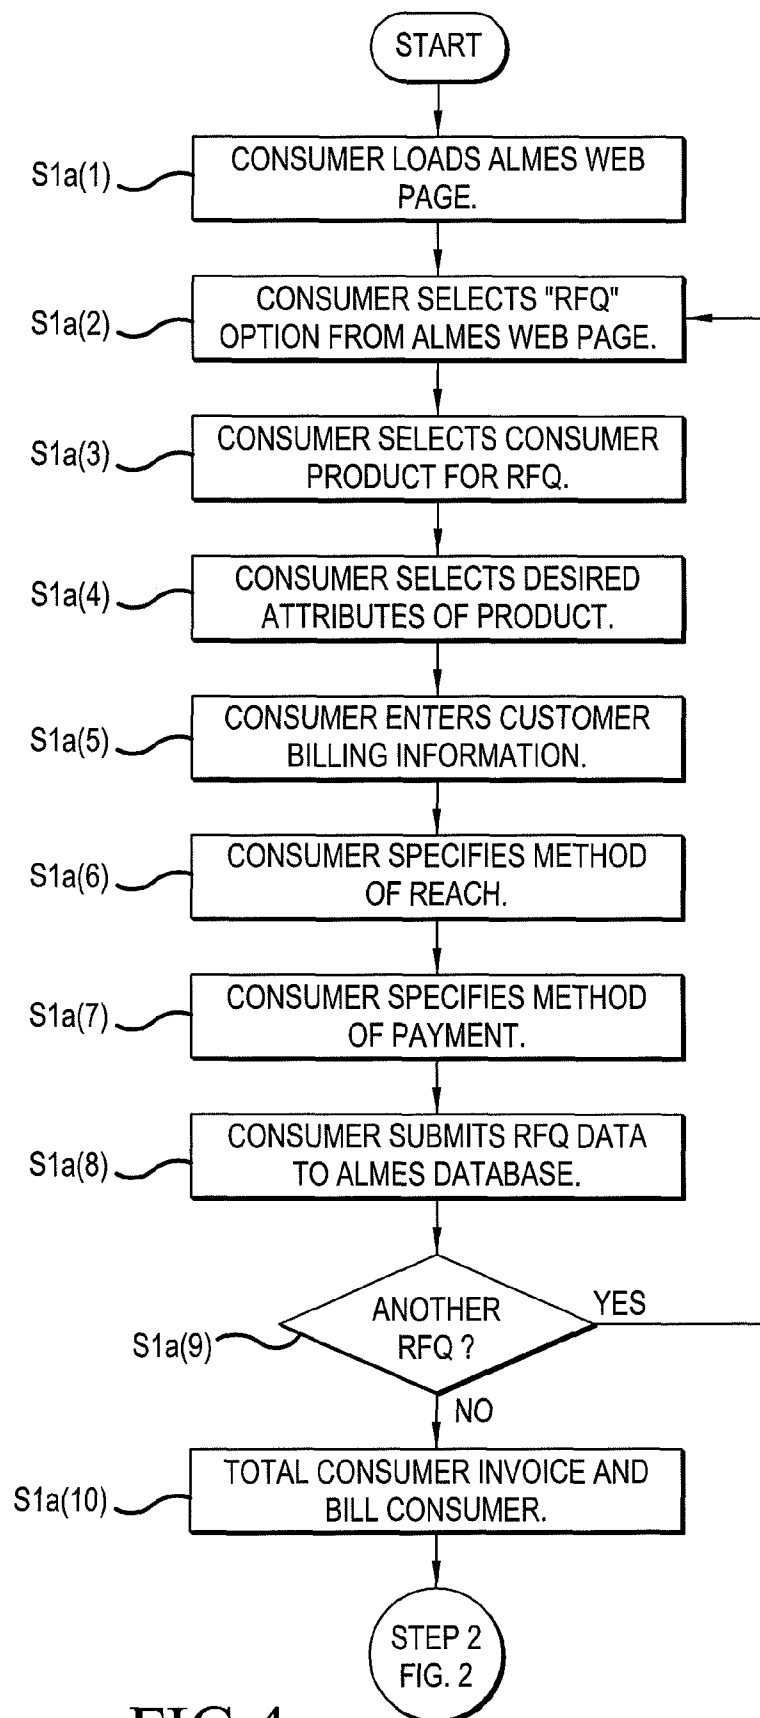 START
S1a(1)
CONSUMER LOADS ALMES WEB
PAGE.
S1a(2)
CONSUMER SELECTS "RFQ"
OPTION FROM ALMES WEB PAGE.
S1a(3)
CONSUMER SELECTS CONSUMER
PRODUCT FOR RFQ.
S1a(4)
CONSUMER SELECTS DESIRED
ATTRIBUTES OF PRODUCT.
S1a(5)
CONSUMER ENTERS CUSTOMER
BILLING INFORMATION.
S1a(6)
CONSUMER SPECIFIES METHOD
OF REACH.
S1a(7)
CONSUMER SPECIFIES METHOD
OF PAYMENT.
S1a(8)
CONSUMER SUBMITS RFQ DATA
TO ALMES DATABASE.
S1a(9)
ANOTHER
RFQ ?
YES
NO
S1a(10)
TOTAL CONSUMER INVOICE AND
BILL CONSUMER.
STEP 2
FIG. 2
FIG. 4